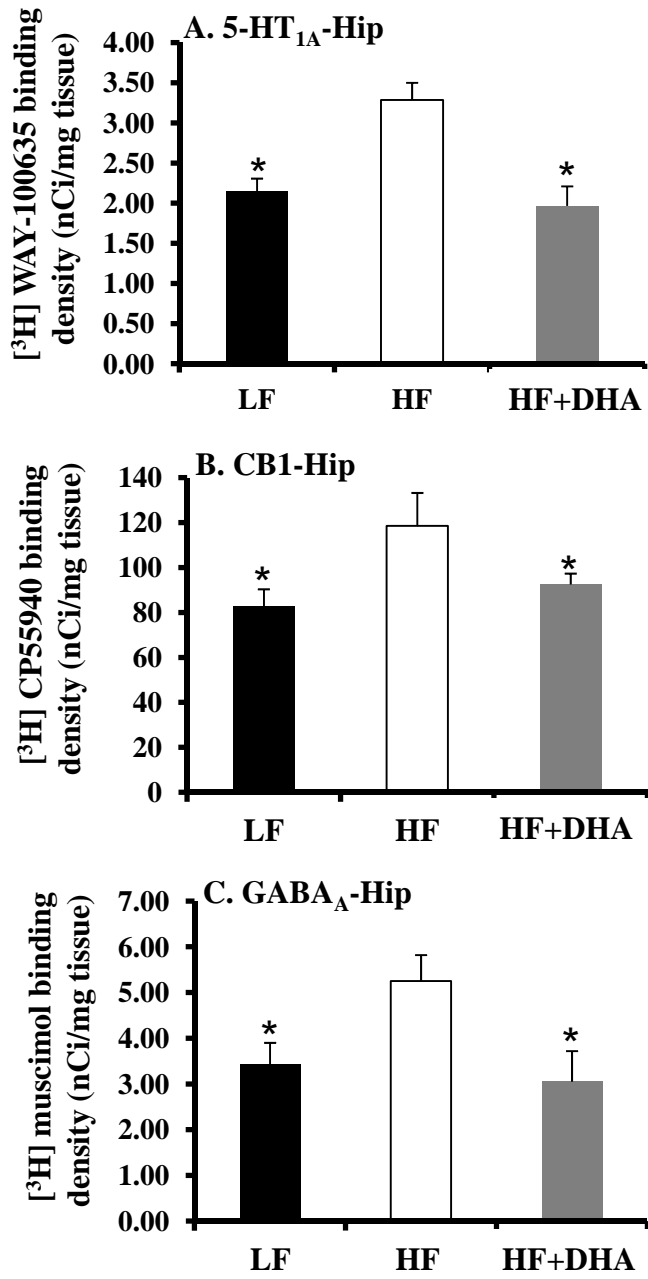 A. 5-HT1A-Hip
[³H] WAY-100635 binding
density (nCi/mg tissue)
4.00
3.50
3.00
2.50
2.00
1.50
1.00
0.50
0.00
*
*
LF
HF
HF+DHA
B. CB1-Hip
[³H] CP55940 binding
density (nCi/mg tissue)
140
120
100
80
60
40
20
0
*
*
LF
HF
HF+DHA
C. GABAA-Hip
[³H] muscimol binding
density (nCi/mg tissue)
7.00
6.00
5.00
4.00
3.00
2.00
1.00
0.00
*
*
LF
HF
HF+DHA